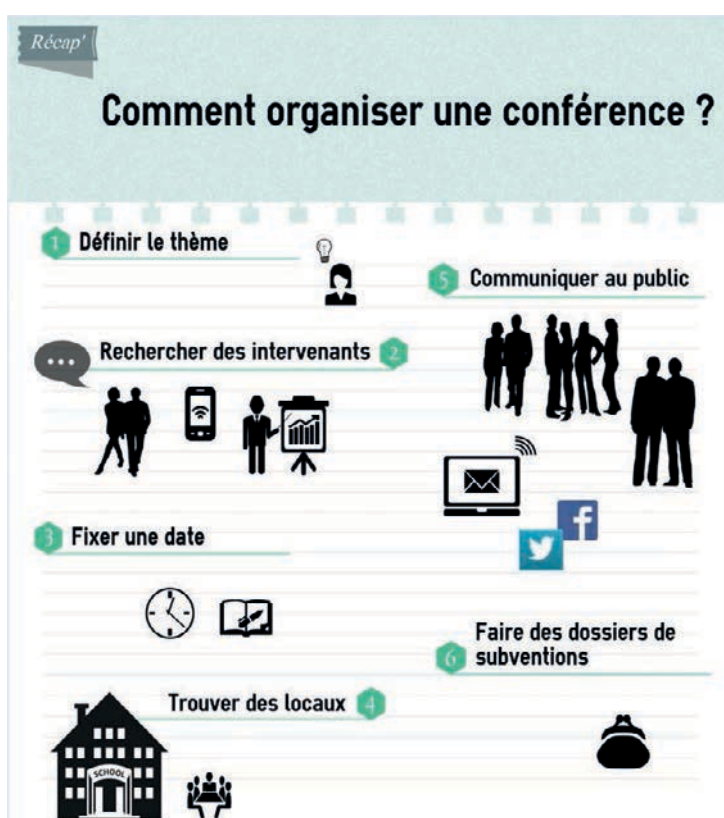 Récap'
Comment organiser une conférence ?
1 Définir le thème
Rechercher des intervenants 2
3 Fixer une date
Trouver des locaux 4
SCHOOL
5 Communiquer au public
6 Faire des dossiers de
subventions